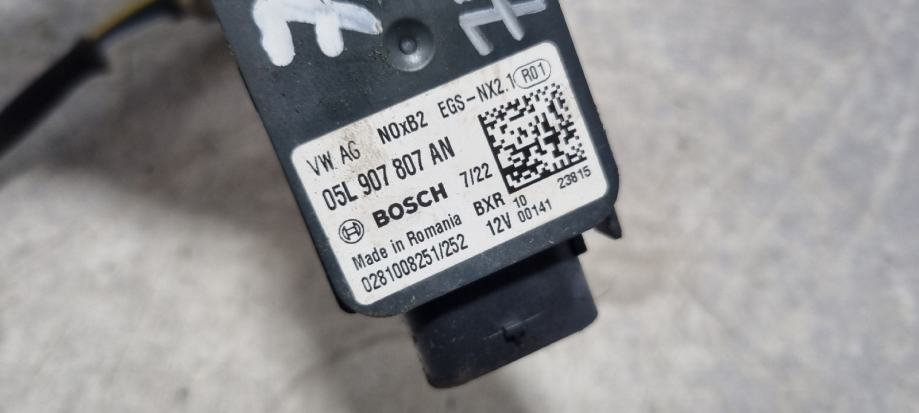 VW AG NOxB2 EGS-NX2.1 R01
05L 907 807 AN
BOSCH 7/22
Made in Romania BXR 10 23815
0281008251/252 12V 00141